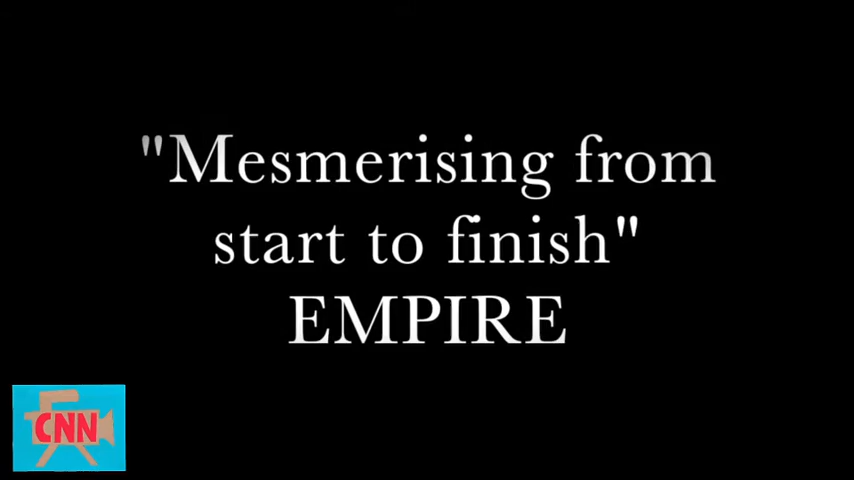 "Mesmerising from
start to finish"
EMPIRE
CNN